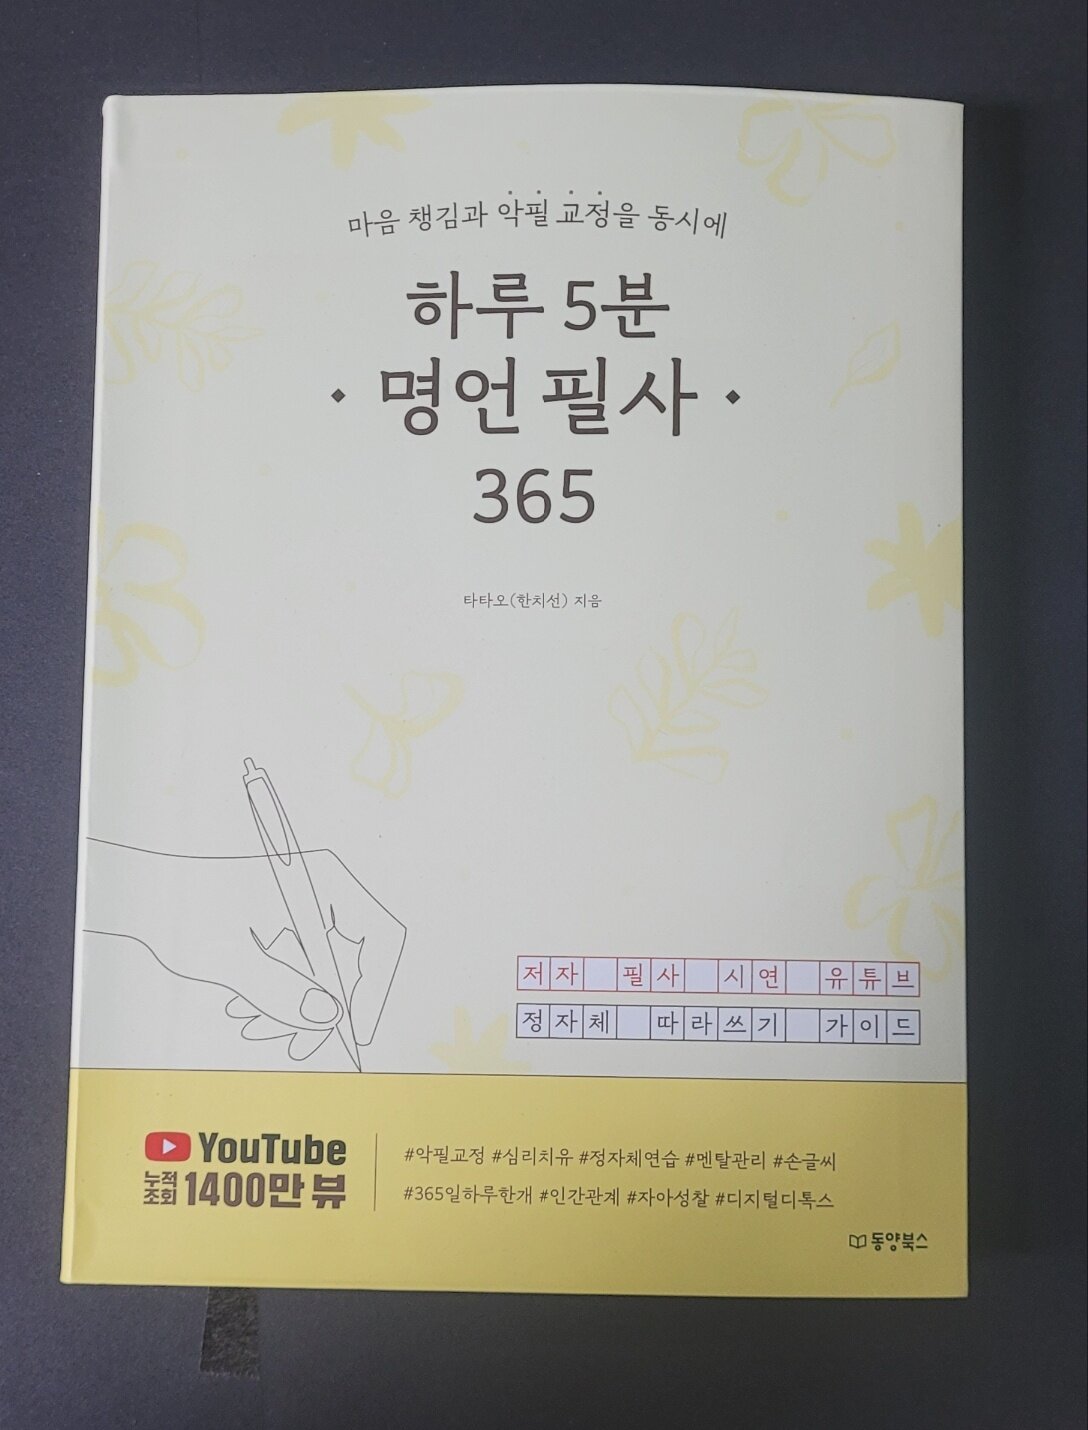 마음 챙김과 악필 교정을 동시에
하루 5분
명언 필사
365
타타오(한치선) 지음
저자 필사 시연 유튜브
정자체 따라쓰기 가이드
YouTube
누적
조회 1400만 뷰
#악필교정 #심리치유 #정자체연습 #멘탈관리 #손글씨
#365일하루한개 #인간관계 #자아성찰 #디지털디톡스
동양북스